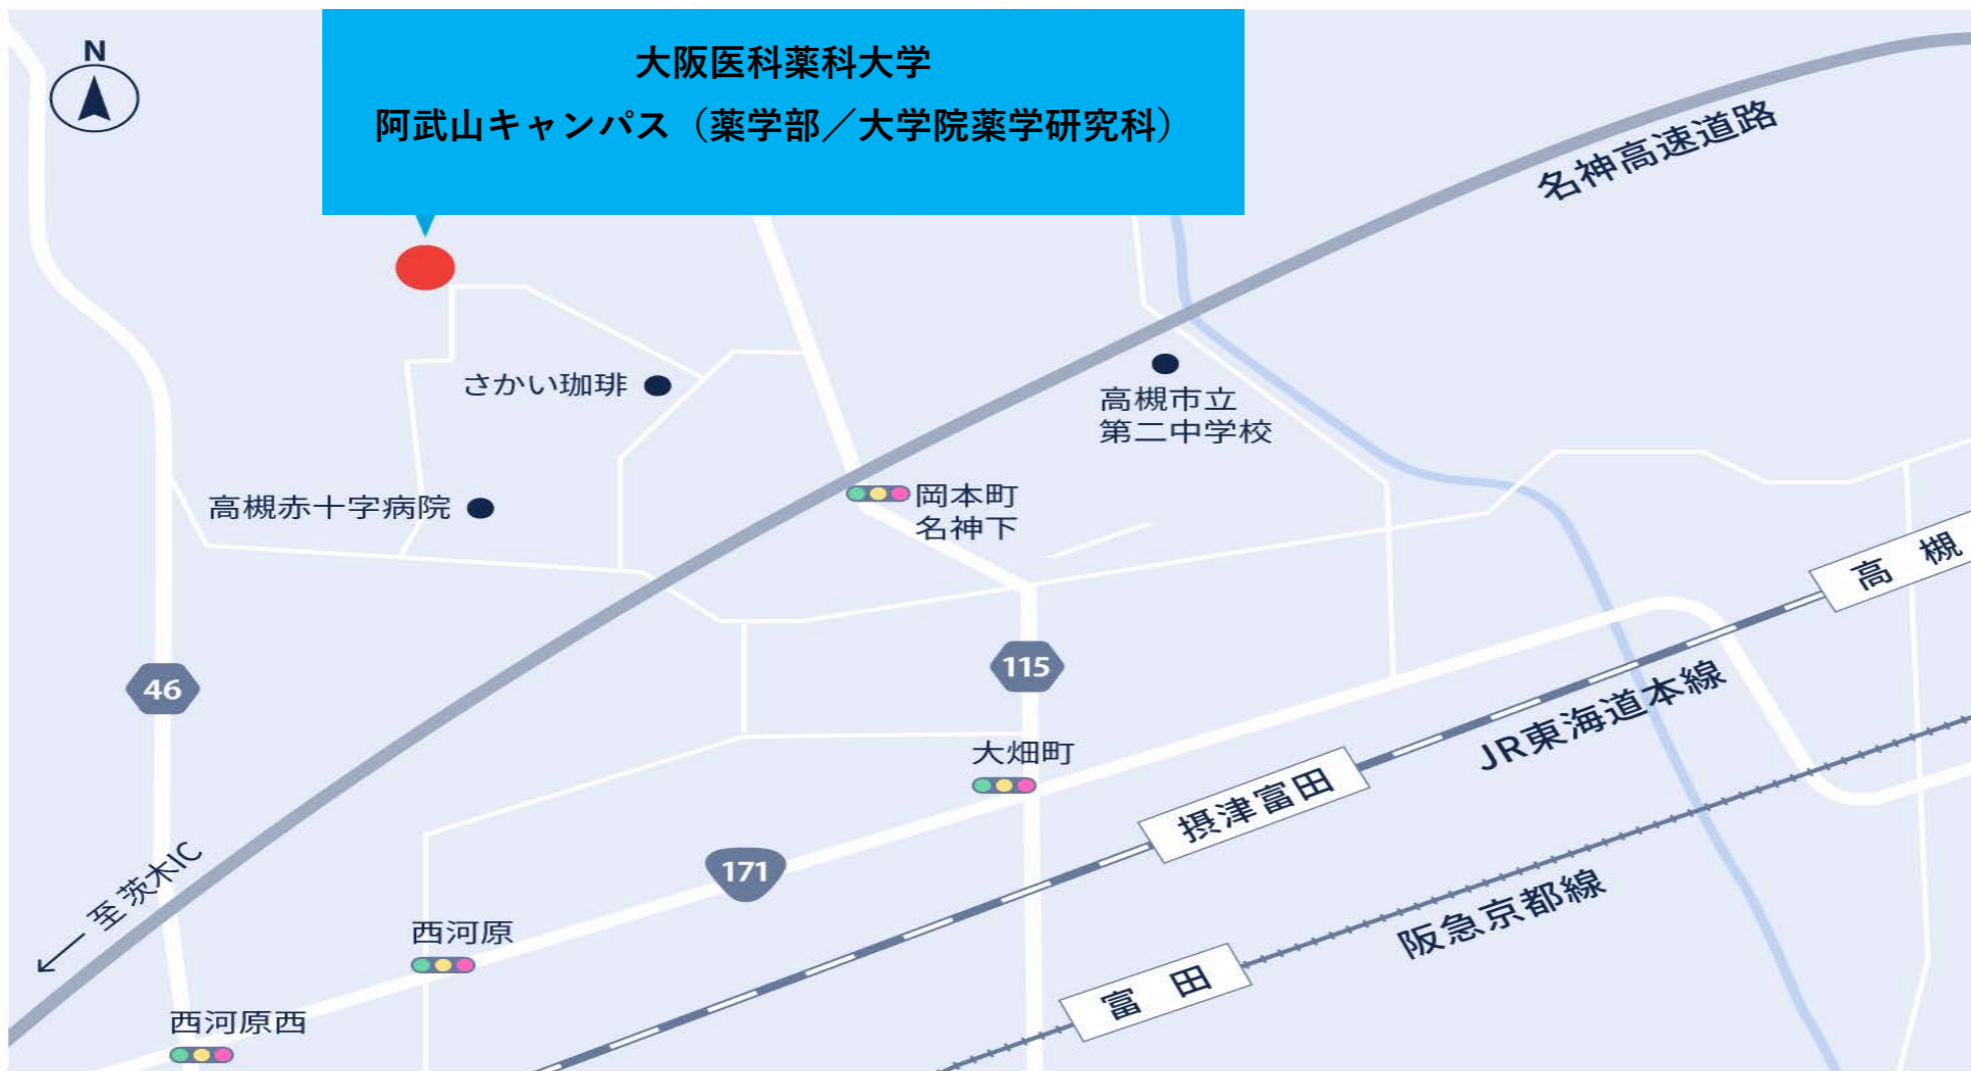 N
大阪医科薬科大学
阿武山キャンパス（薬学部／大学院薬学研究科）
名神高速道路
さかい珈琲
高槻市立
第二中学校
高槻赤十字病院
岡本町
名神下
高 槻
46
115
JR東海道本線
大畑町
摂津富田
171
至茨木IC
阪急京都線
西河原
富 田
西河原西